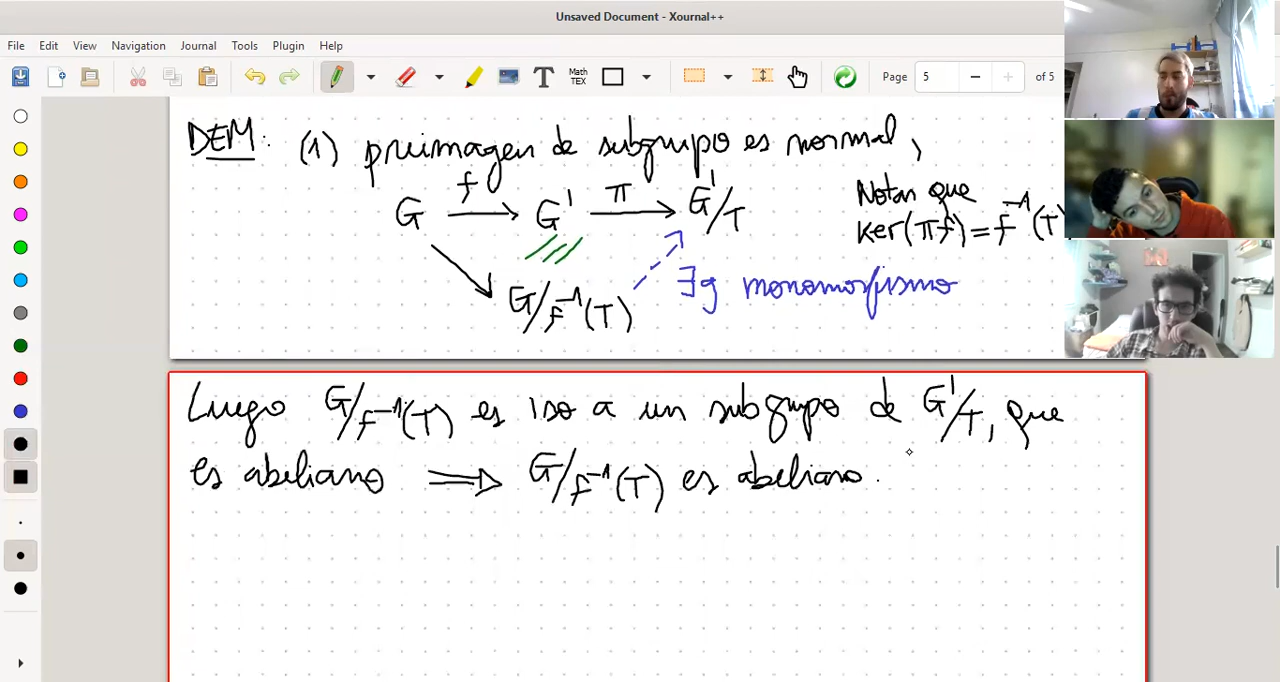 Unsaved Document - Xournal++
File Edit View Navigation Journal Tools Plugin Help
T Math TEX Page 5 of 5
DEM: (1) preimagen de subgrupo es normal,
G f G' π G'/T
Notar que
ker(πf) = f⁻¹(T)
G/f⁻¹(T) ∃g monomorfismo
Luego G/f⁻¹(T) es iso a un subgrupo de G'/T, que
es abeliano ⟹ G/f⁻¹(T) es abeliano.